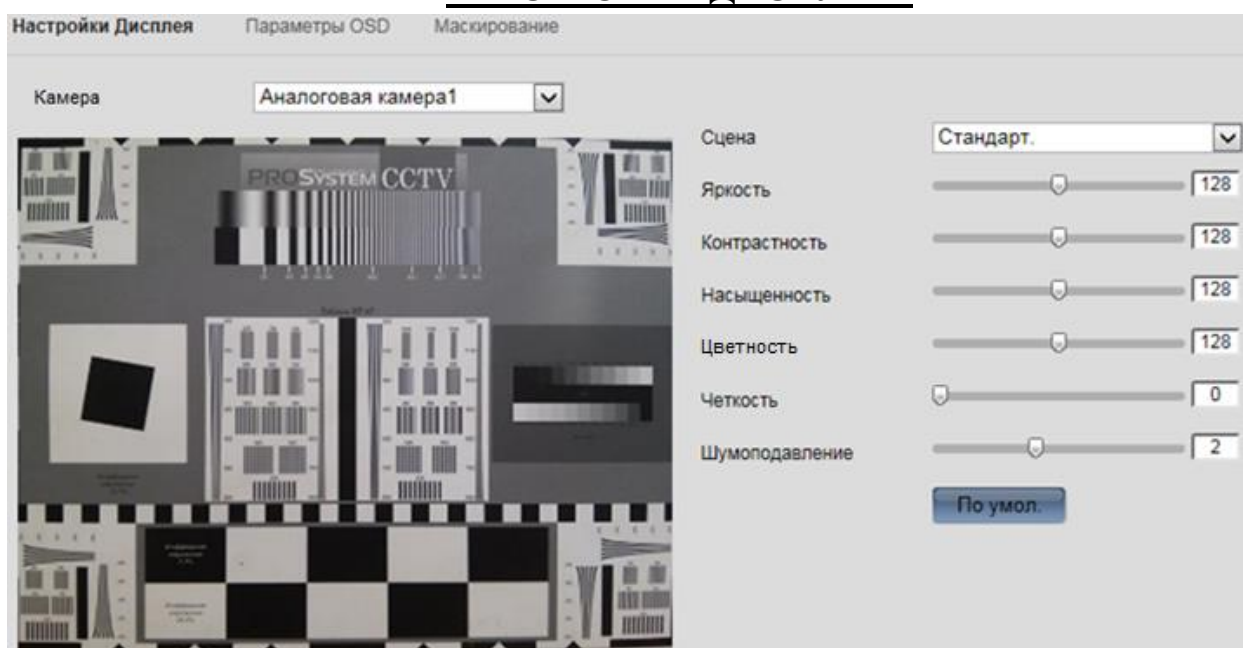 Настройки Дисплея Параметры OSD Маскирование
Камера Аналоговая камера1
PROSYSTEM CCTV
Сцена Стандарт.
Яркость 128
Контрастность 128
Насыщенность 128
Цветность 128
Четкость 0
Шумоподавление 2
По умол.